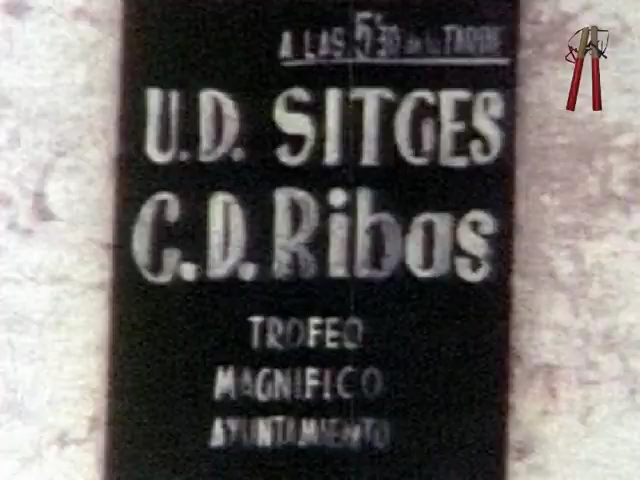 A LAS 5'30 de la TARDE
U.D. SITGES
C.D. Ribas
TROFEO
MAGNIFICO
AYUNTAMIENTO